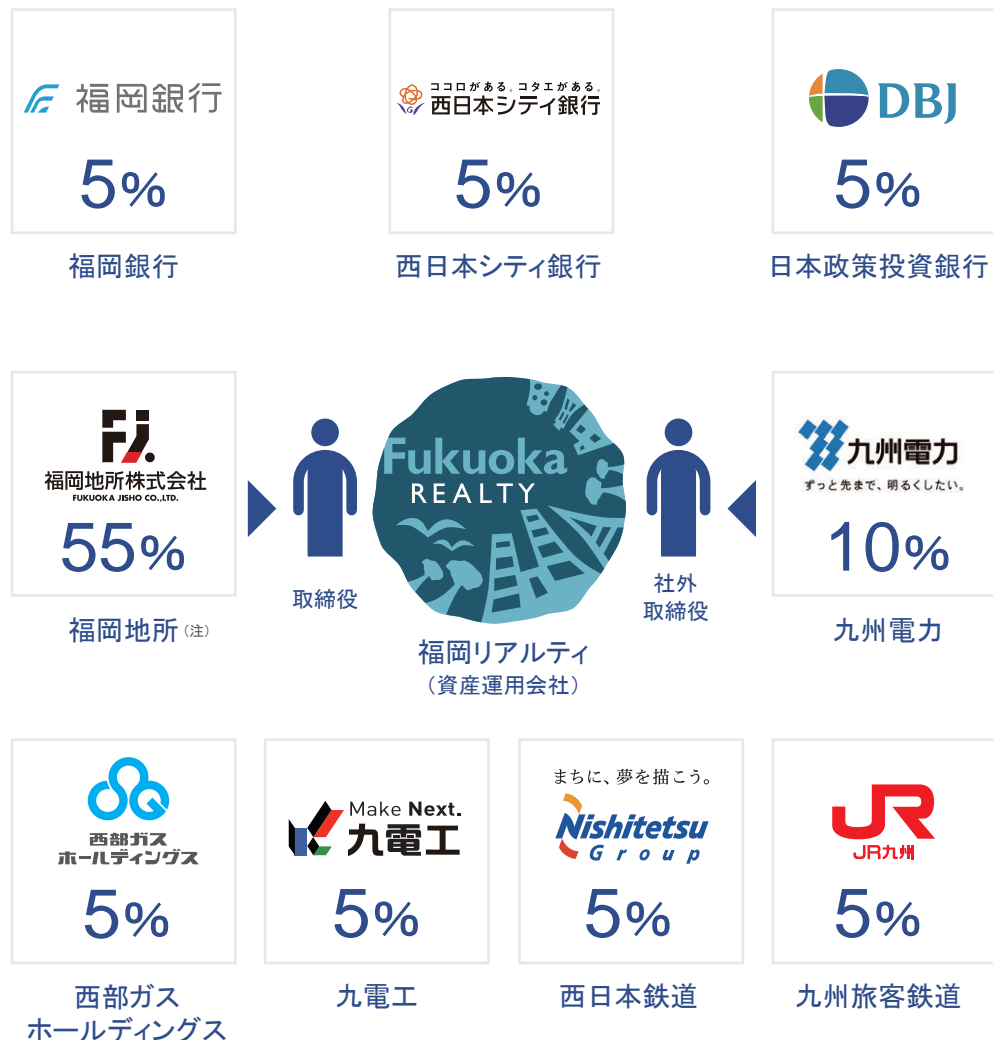 福岡銀行
5%
福岡銀行
ココロがある。コタエがある。
西日本シティ銀行
5%
西日本シティ銀行
DBJ
5%
日本政策投資銀行
FJ.
福岡地所株式会社
FUKUOKA JISHO CO.,LTD.
55%
福岡地所(注)
取締役
Fukuoka
REALTY
福岡リアルティ
(資産運用会社)
社外
取締役
九州電力
ずっと先まで、明るくしたい。
10%
九州電力
西部ガス
ホールディングス
5%
西部ガス
ホールディングス
Make Next.
九電工
5%
九電工
まちに、夢を描こう。
Nishitetsu
Group
5%
西日本鉄道
JR
JR九州
5%
九州旅客鉄道